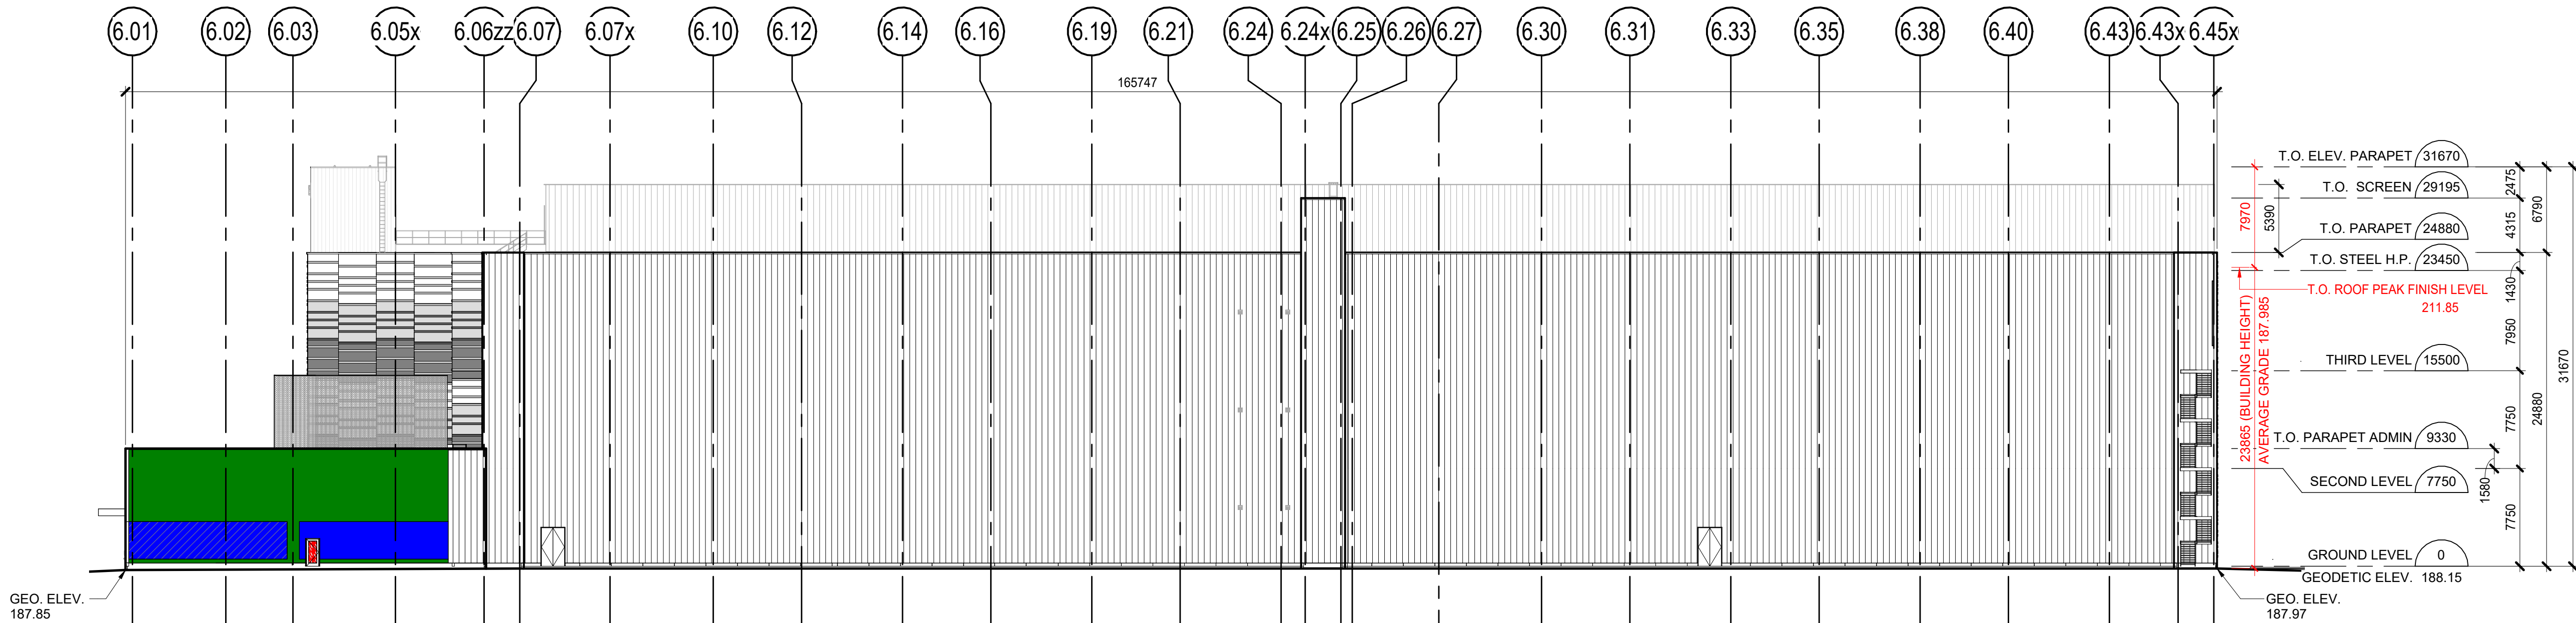 6.01 6.02 6.03 6.05x 6.06zz 6.07 6.07x 6.10 6.12 6.14 6.16 6.19 6.21 6.24 6.24x 6.25 6.26 6.27 6.30 6.31 6.33 6.35 6.38 6.40 6.43 6.43x 6.45x
165747
T.O. ELEV. PARAPET 31670
T.O. SCREEN 29195
T.O. PARAPET 24880
T.O. STEEL H.P. 23450
T.O. ROOF PEAK FINISH LEVEL
211.85
THIRD LEVEL 15500
T.O. PARAPET ADMIN 9330
SECOND LEVEL 7750
GROUND LEVEL 0
GEODETIC ELEV. 188.15
7970
5390
23865 (BUILDING HEIGHT)
AVERAGE GRADE 187.985
1580
2475
4315
1430
7950
7750
7750
6790
24880
31670
GEO. ELEV.
187.85
GEO. ELEV.
187.97